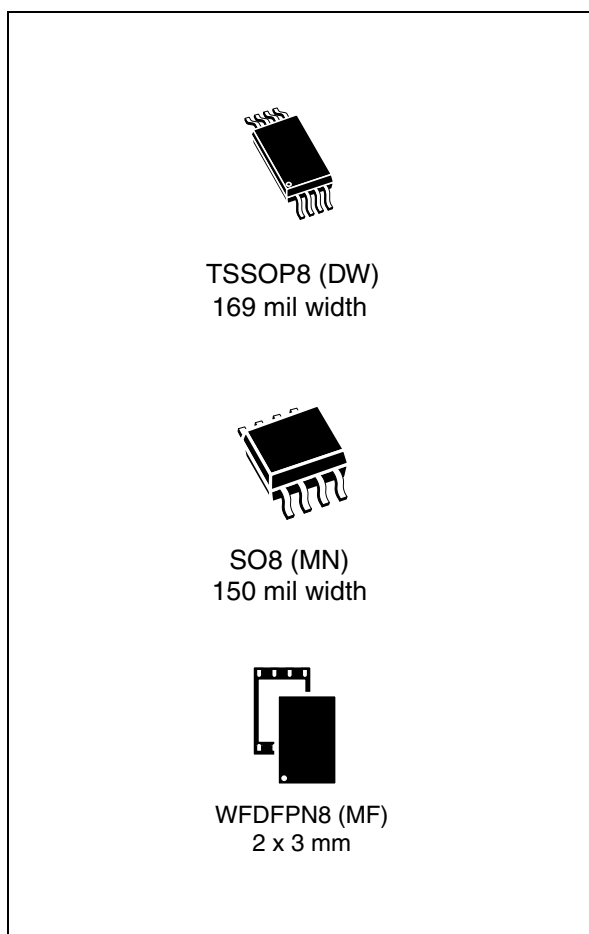 TSSOP8 (DW)
169 mil width
SO8 (MN)
150 mil width
WFDFPN8 (MF)
2 x 3 mm